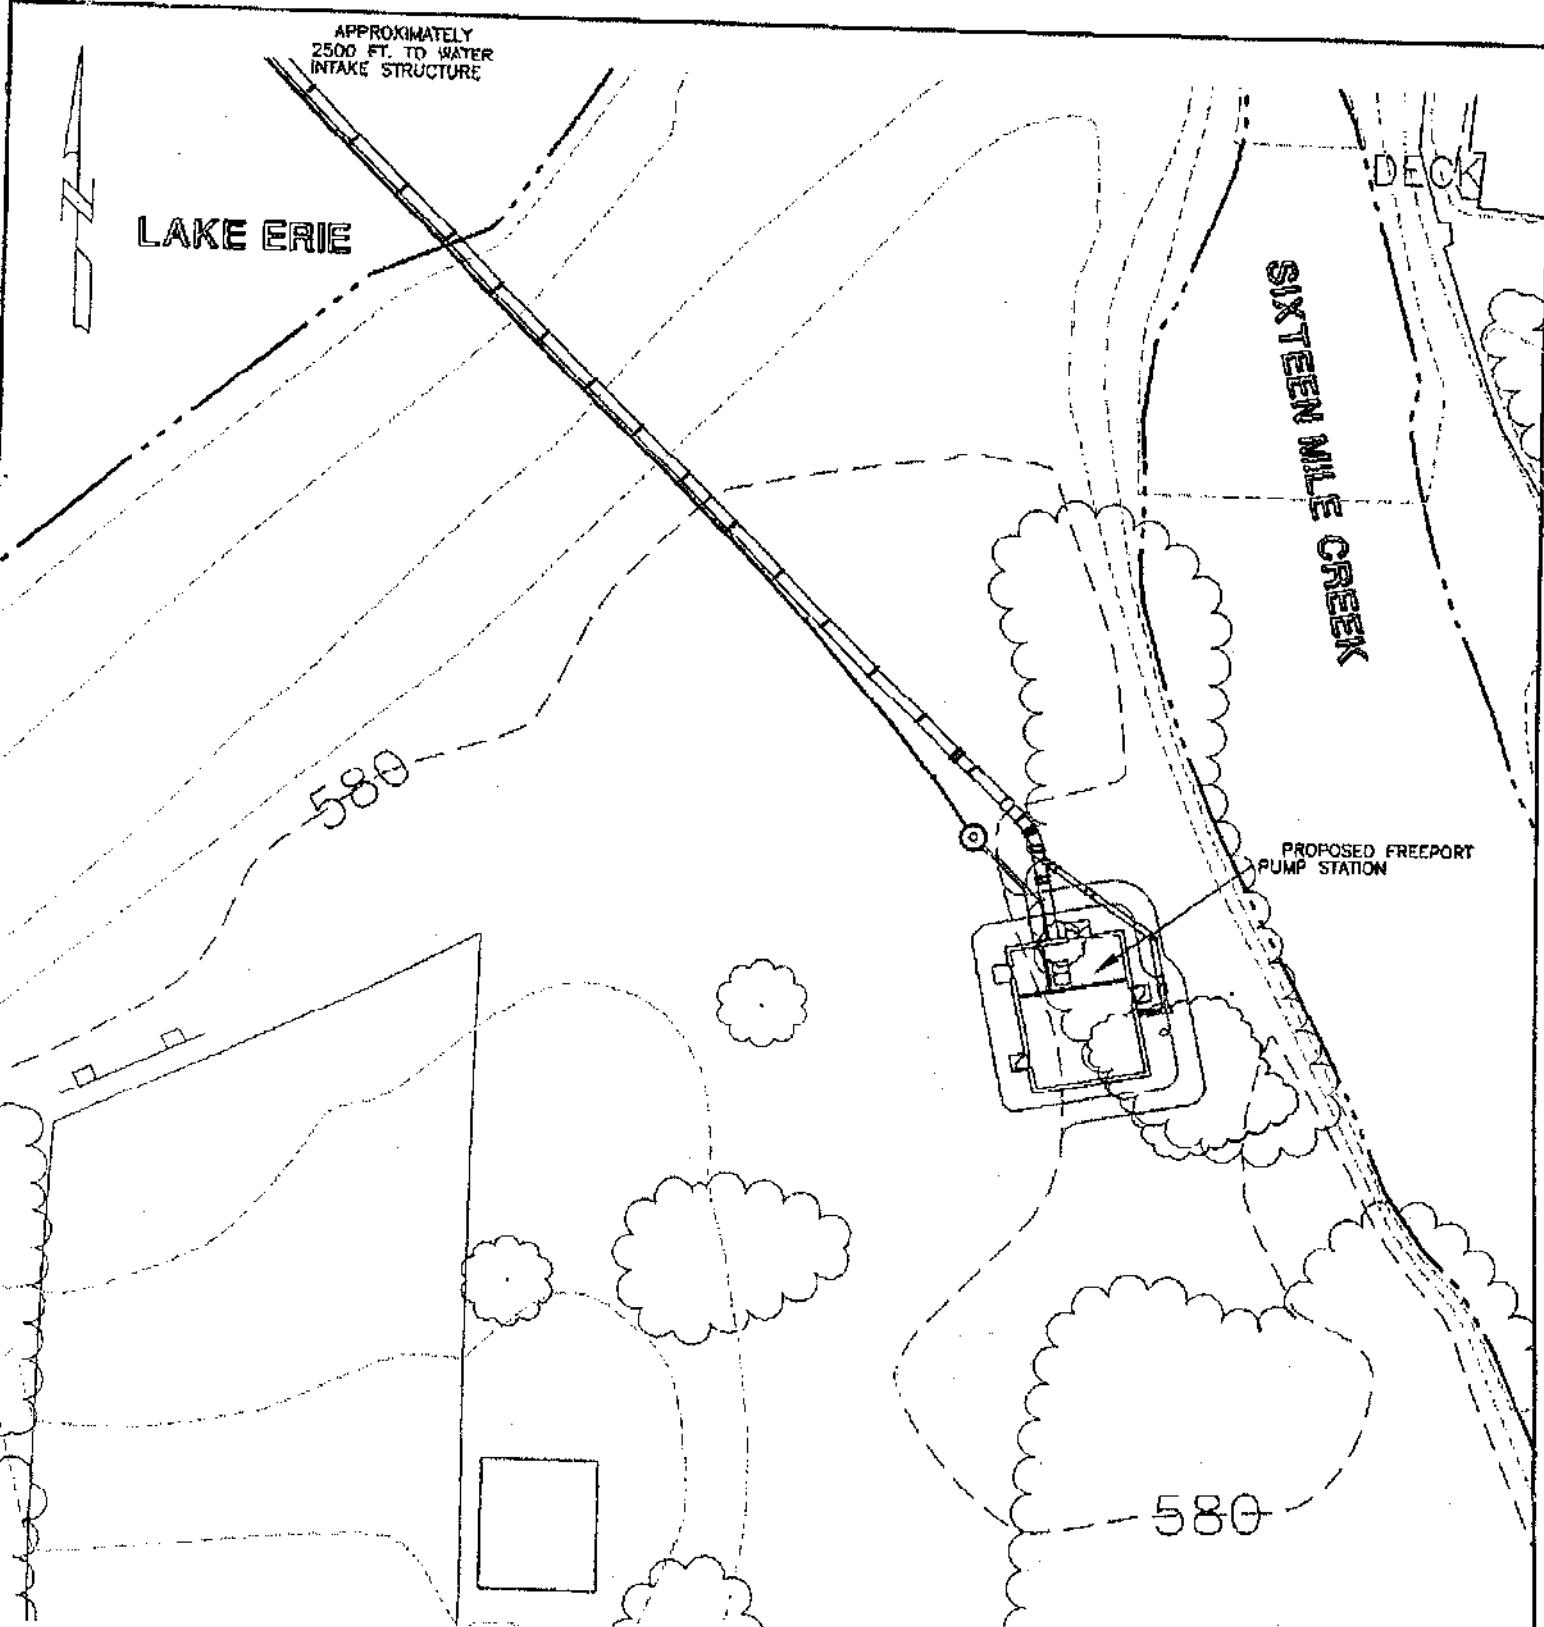 APPROXIMATELY
2500 FT. TO WATER
INTAKE STRUCTURE
N
DECK
LAKE ERIE
SIXTEEN MILE CREEK
580
PROPOSED FREEPORT
PUMP STATION
580